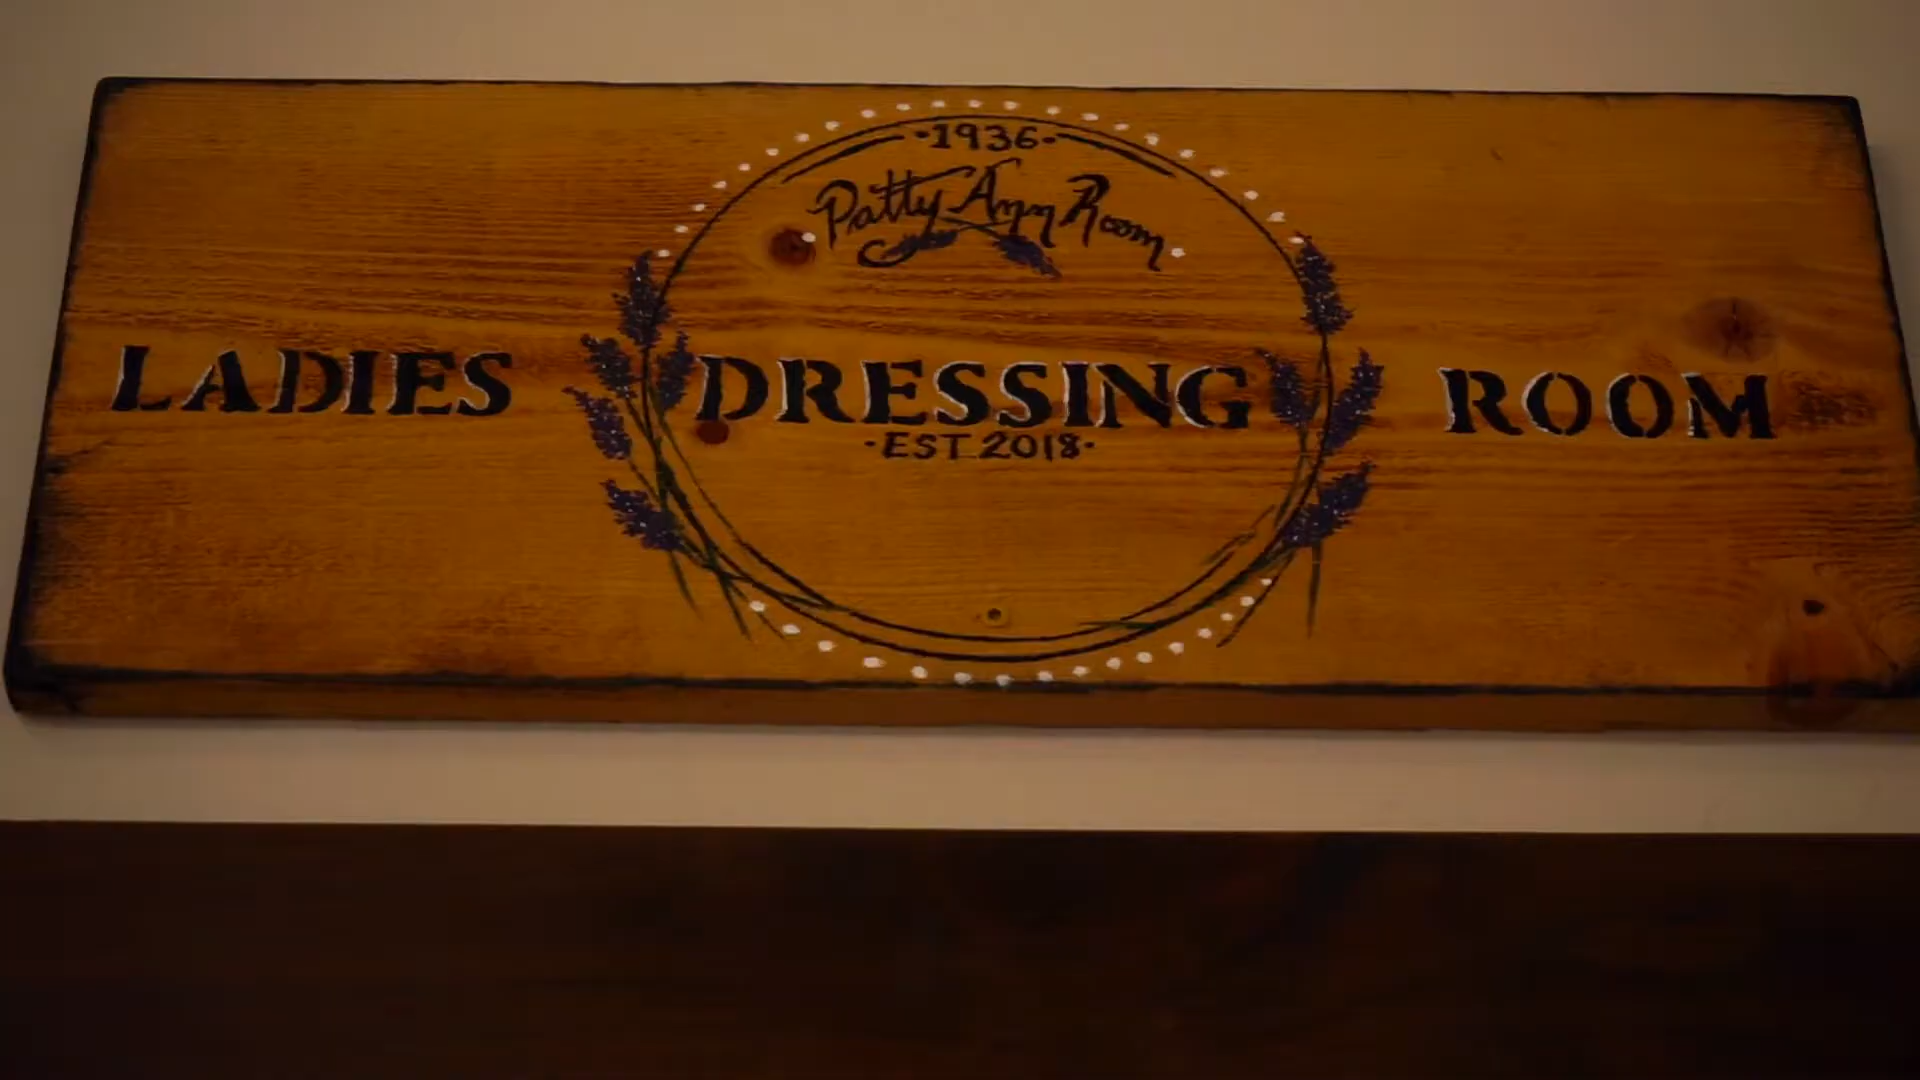 ·1936·
Patty Ann Room
LADIES DRESSING ROOM
·EST 2018·